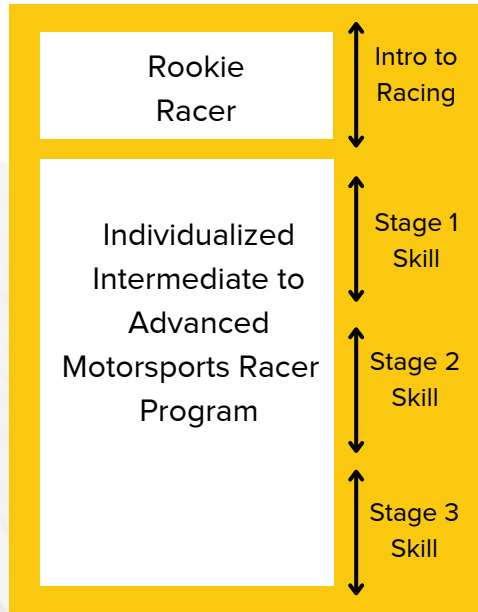 Rookie
Racer
Intro to
Racing
Individualized
Intermediate to
Advanced
Motorsports Racer
Program
Stage 1
Skill
Stage 2
Skill
Stage 3
Skill